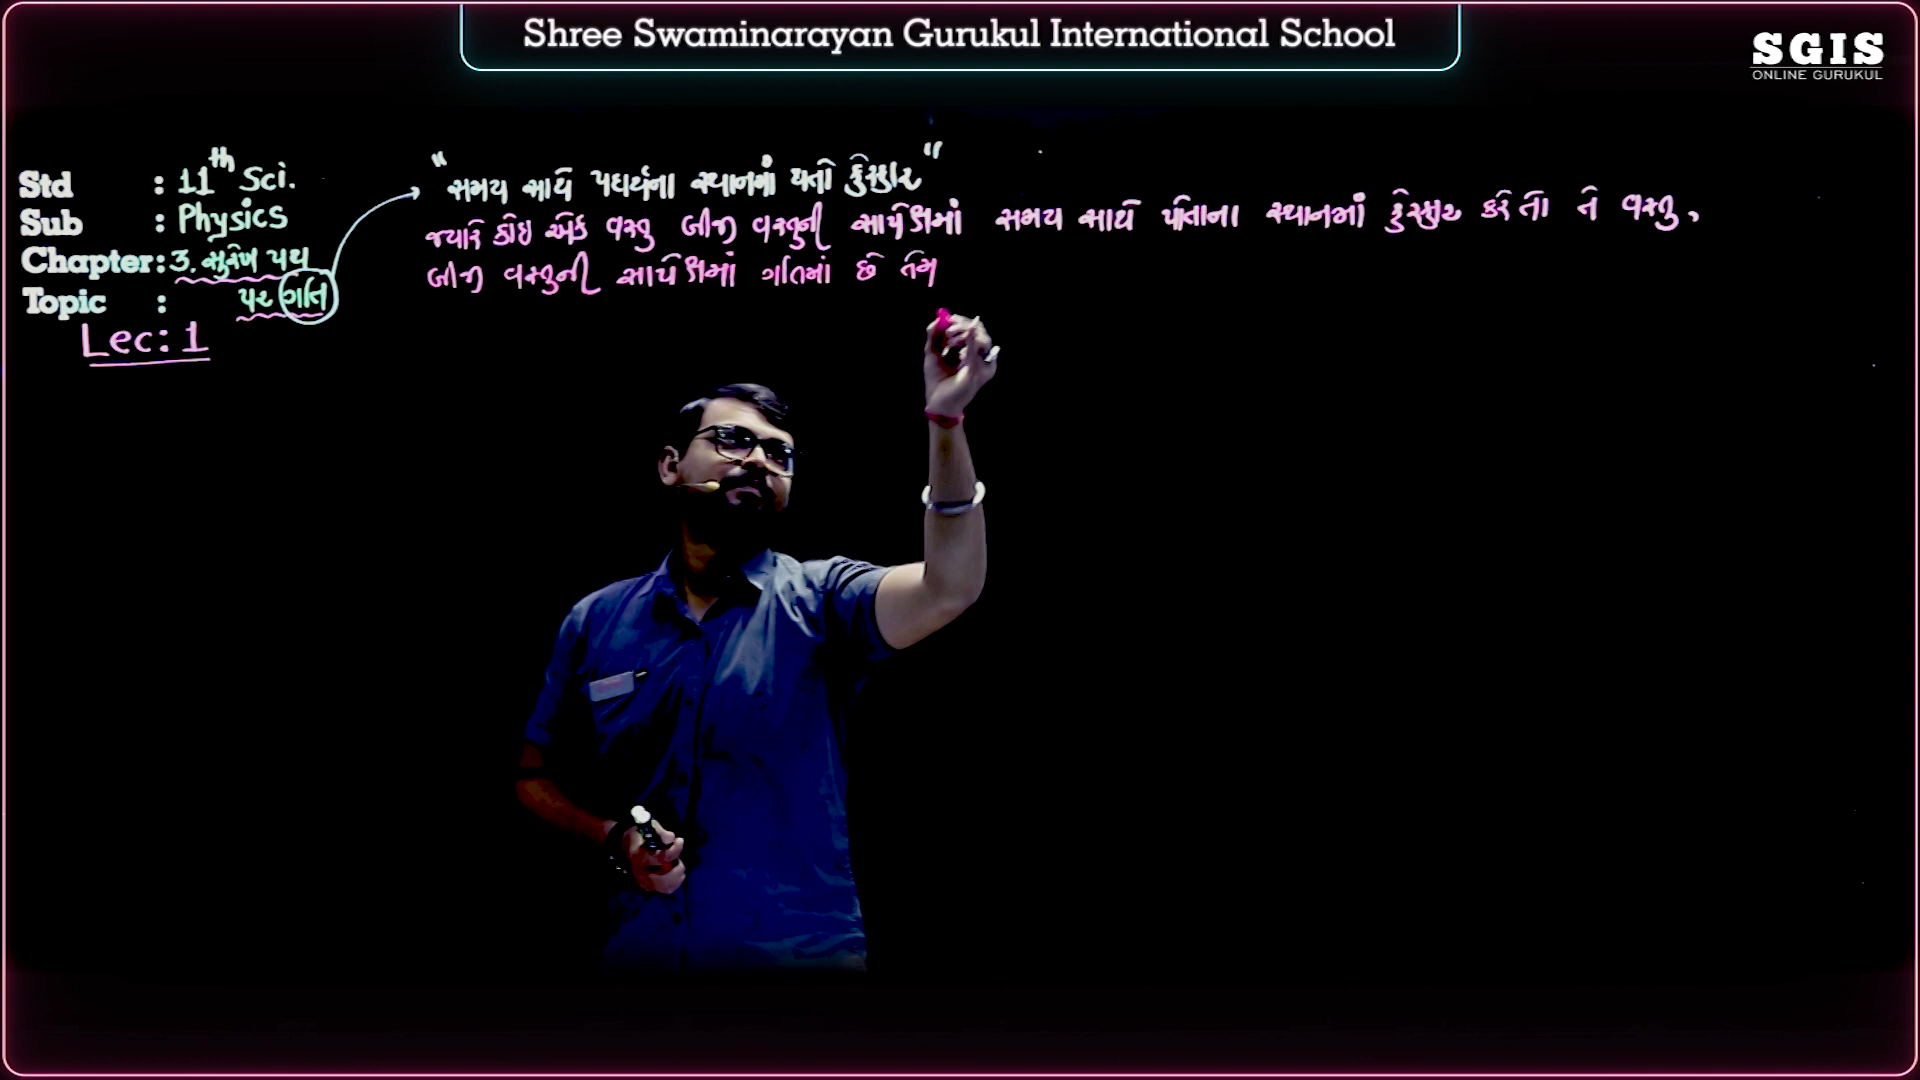 Shree Swaminarayan Gurukul International School
SGIS
ONLINE GURUKUL
Std : 11th Sci.
Sub : Physics
Chapter: 3. સુરેખ પથ
Topic : પર ગતિ
Lec: 1
"સમય સાથે પદાર્થના સ્થાનમાં થતો ફેરફાર"
જ્યારે કોઇ એક વસ્તુ બીજી વસ્તુની સાપેક્ષમાં સમય સાથે પોતાના સ્થાનમાં ફેરફાર કરે તો તે વસ્તુ,
બીજી વસ્તુની સાપેક્ષમાં ગતિમાં છે તેમ